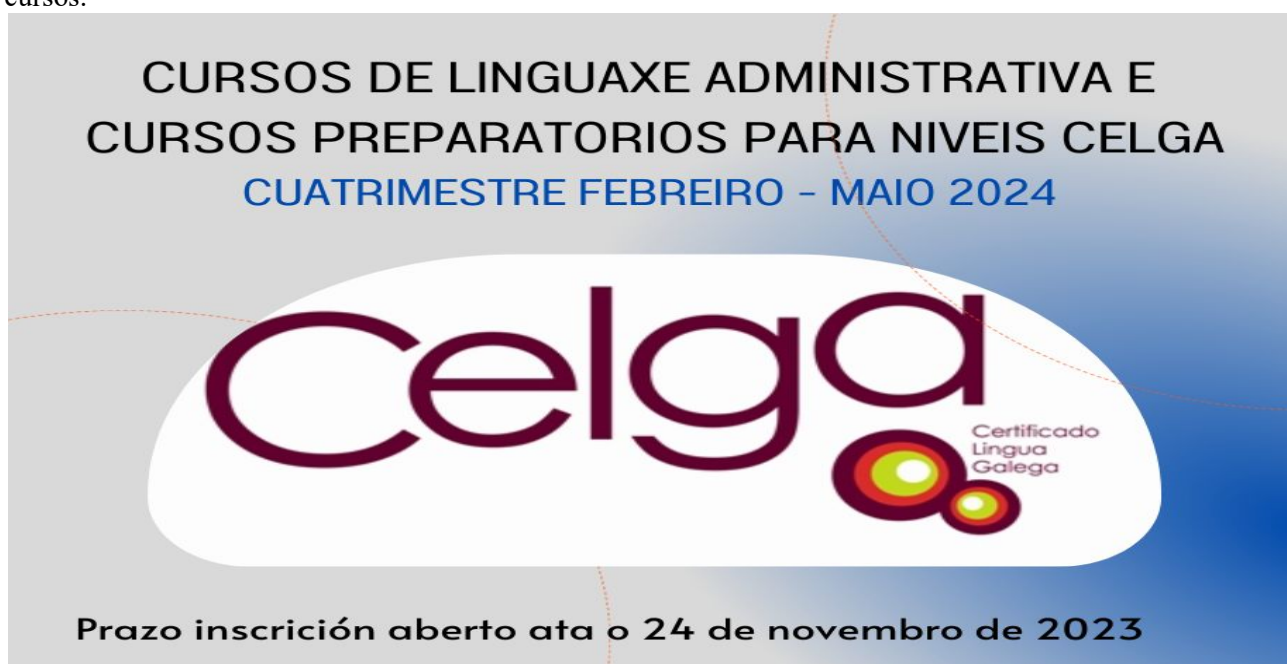 cursos.
CURSOS DE LINGUAXE ADMINISTRATIVA E
CURSOS PREPARATORIOS PARA NIVEIS CELGA
CUATRIMESTRE FEBREIRO - MAIO 2024
Celga
Certificado
Lingua
Galega
Prazo inscrición aberto ata o 24 de novembro de 2023